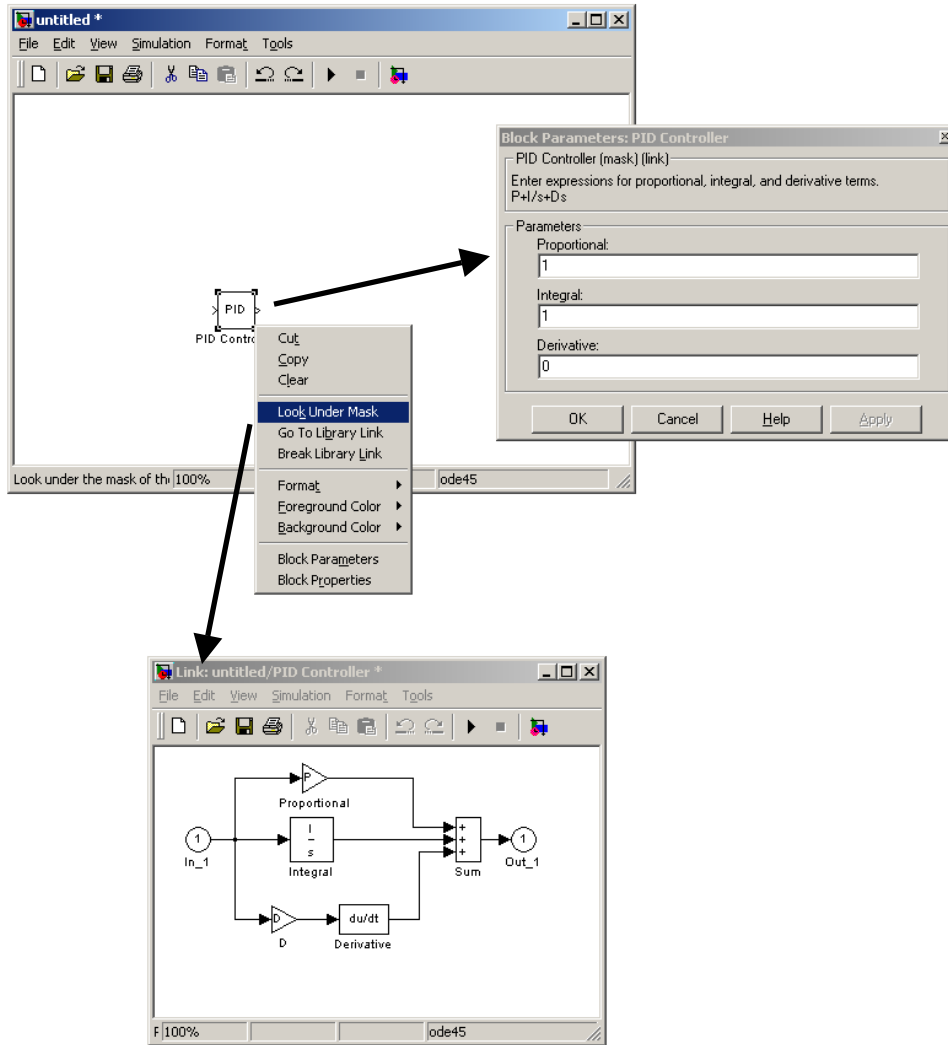 untitled *
File Edit View Simulation Format Tools
Block Parameters: PID Controller
PID Controller (mask) (link)
Enter expressions for proportional, integral, and derivative terms.
P+I/s+Ds
Parameters
Proportional:
1
Integral:
1
Derivative:
0
OK Cancel Help Apply
PID
PID Contro
Cut
Copy
Clear
Look Under Mask
Go To Library Link
Break Library Link
Format
Foreground Color
Background Color
Block Parameters
Block Properties
Look under the mask of th 100% ode45
Link: untitled/PID Controller *
File Edit View Simulation Format Tools
P
Proportional
1
In_1
I
s
Integral
+
+
+
Sum
1
Out_1
D
D
du/dt
Derivative
F 100% ode45